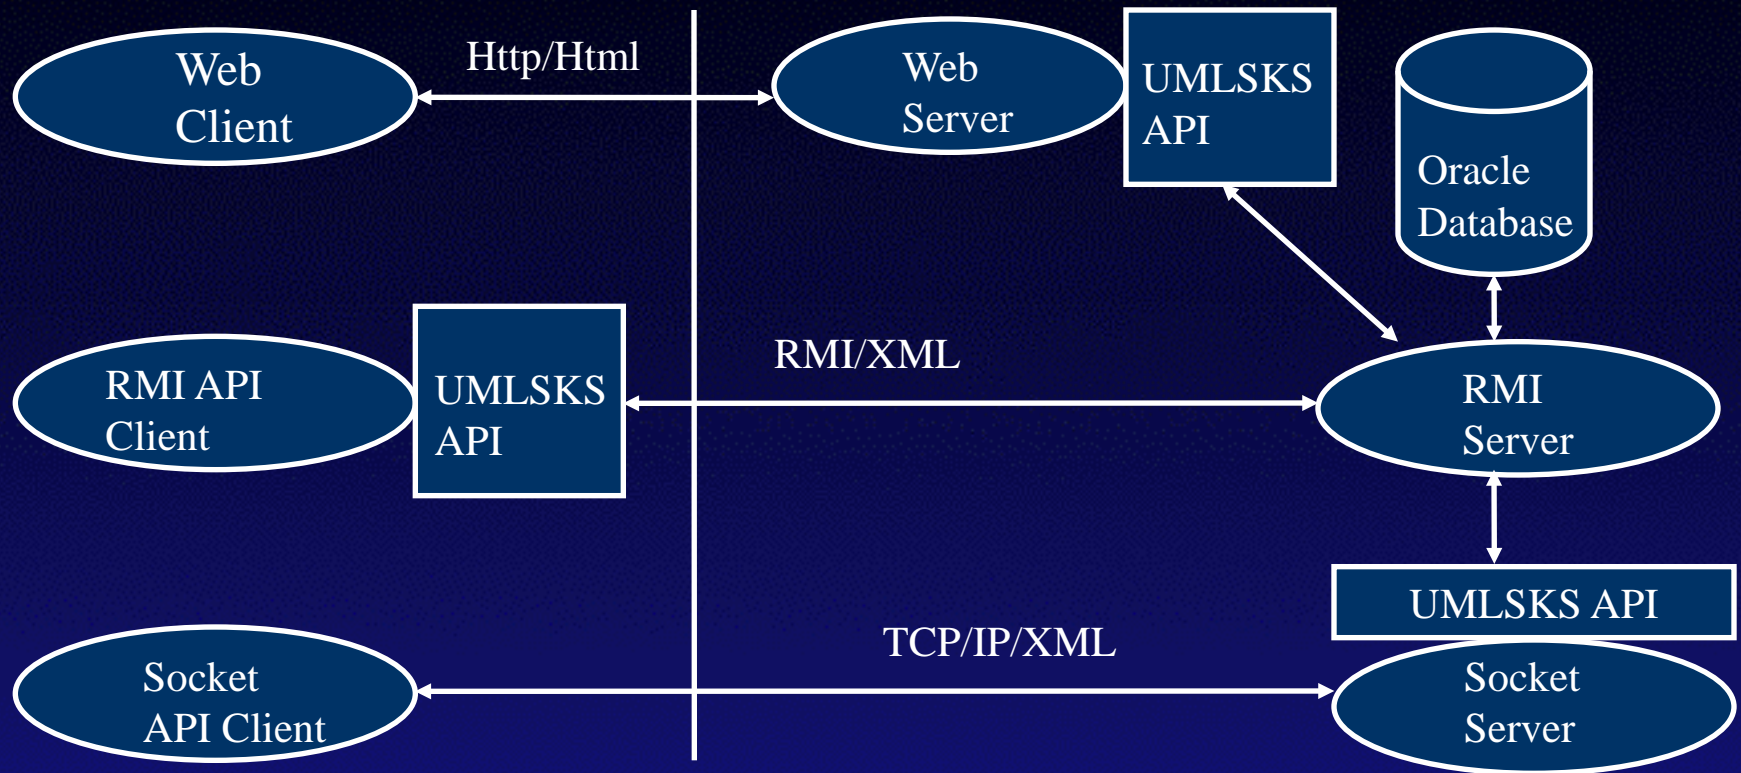 Web
Client
Http/Html
Web
Server
UMLSKS
API
Oracle
Database
RMI API
Client
UMLSKS
API
RMI/XML
RMI
Server
UMLSKS API
Socket
API Client
TCP/IP/XML
Socket
Server